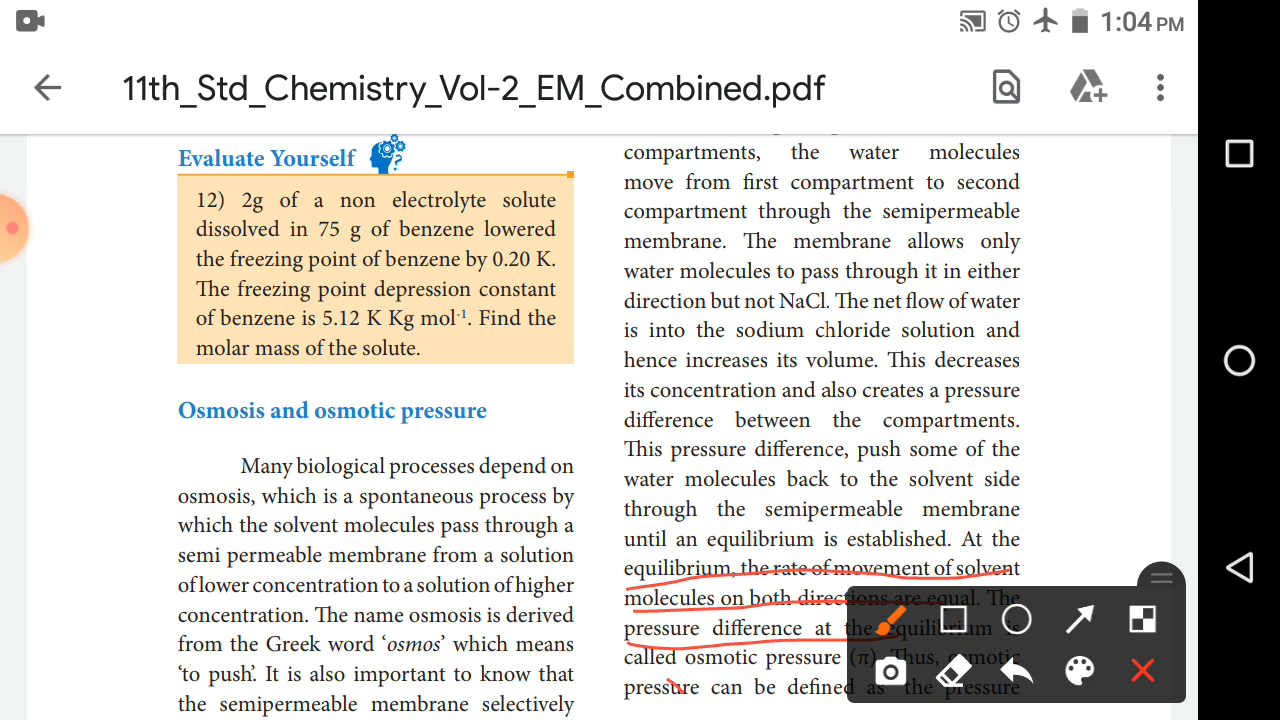 1:04 PM
11th_Std_Chemistry_Vol-2_EM_Combined.pdf
Evaluate Yourself
?
12) 2g of a non electrolyte solute
dissolved in 75 g of benzene lowered
the freezing point of benzene by 0.20 K.
The freezing point depression constant
of benzene is 5.12 K Kg mol⁻¹. Find the
molar mass of the solute.
Osmosis and osmotic pressure
Many biological processes depend on
osmosis, which is a spontaneous process by
which the solvent molecules pass through a
semi permeable membrane from a solution
of lower concentration to a solution of higher
concentration. The name osmosis is derived
from the Greek word ‘osmos’ which means
‘to push’. It is also important to know that
the semipermeable membrane selectively
compartments, the water molecules
move from first compartment to second
compartment through the semipermeable
membrane. The membrane allows only
water molecules to pass through it in either
direction but not NaCl. The net flow of water
is into the sodium chloride solution and
hence increases its volume. This decreases
its concentration and also creates a pressure
difference between the compartments.
This pressure difference, push some of the
water molecules back to the solvent side
through the semipermeable membrane
until an equilibrium is established. At the
equilibrium, the rate of movement of solvent
molecules on both directions are equal. The
pressure difference at the equilibrium is
called osmotic pressure (π). Thus, osmotic
pressure can be defined as the pressure